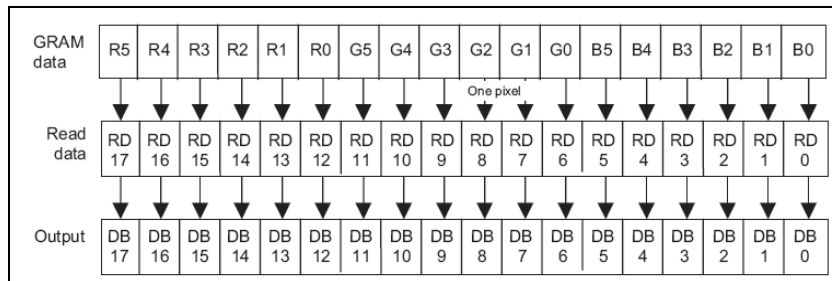 GRAM data R5 R4 R3 R2 R1 R0 G5 G4 G3 G2 G1 G0 B5 B4 B3 B2 B1 B0
One pixel
Read data RD 17 RD 16 RD 15 RD 14 RD 13 RD 12 RD 11 RD 10 RD 9 RD 8 RD 7 RD 6 RD 5 RD 4 RD 3 RD 2 RD 1 RD 0
Output DB 17 DB 16 DB 15 DB 14 DB 13 DB 12 DB 11 DB 10 DB 9 DB 8 DB 7 DB 6 DB 5 DB 4 DB 3 DB 2 DB 1 DB 0